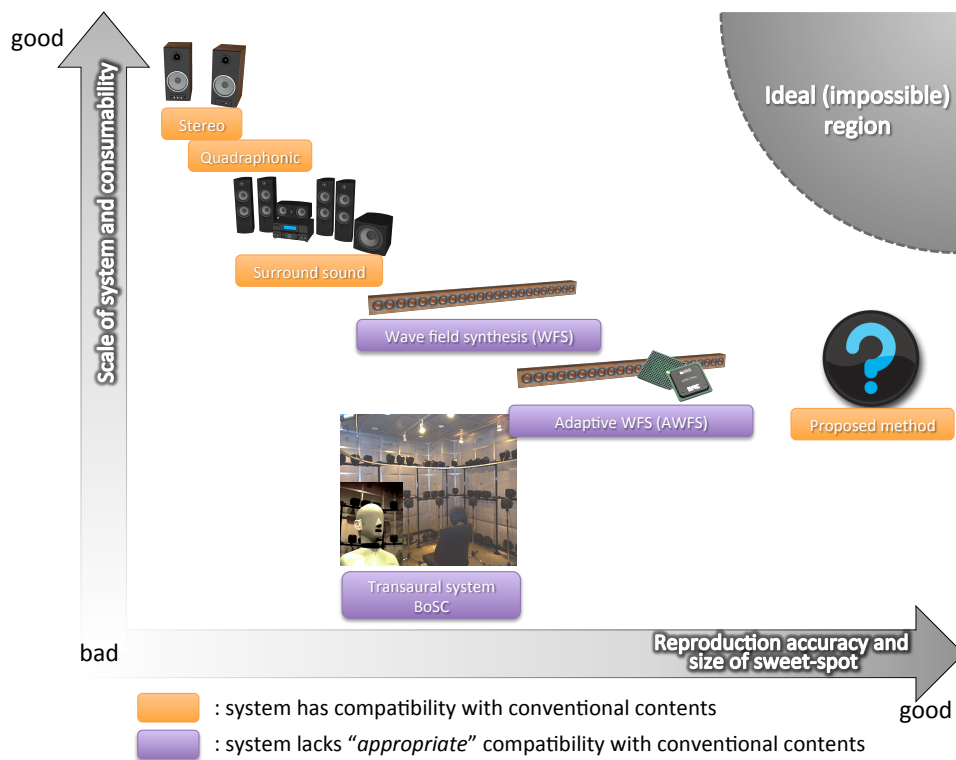 good
Scale of system and consumability
Stereo
Quadraphonic
Surround sound
Wave field synthesis (WFS)
Adaptive WFS (AWFS)
Transaural system
BoSC
Ideal (impossible)
region
?
Proposed method
bad
Reproduction accuracy and
size of sweet-spot
good
: system has compatibility with conventional contents
: system lacks “appropriate” compatibility with conventional contents